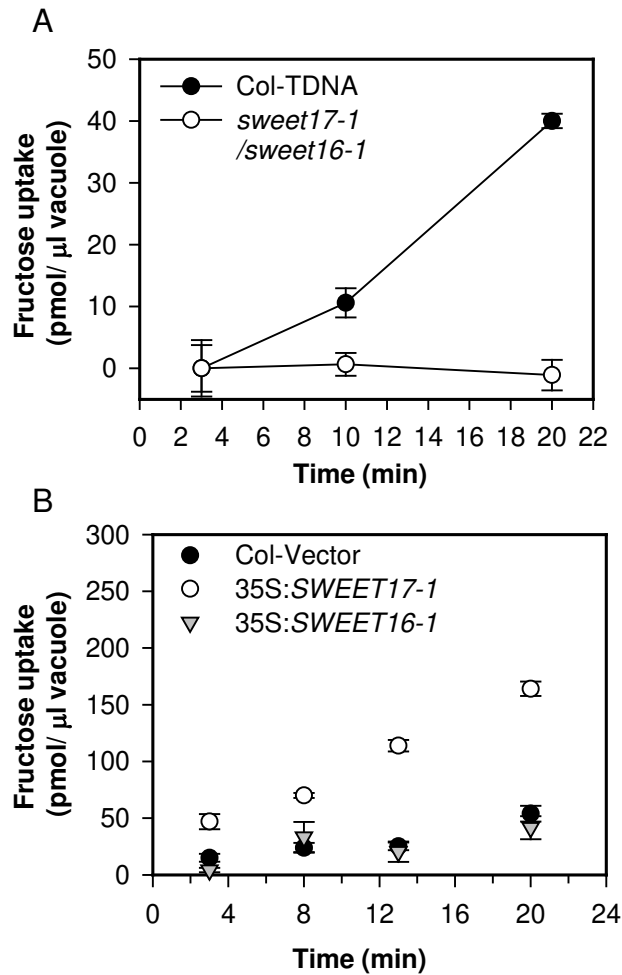 A
Fructose uptake
(pmol/ μl vacuole)
50
40
30
20
10
0
Col-TDNA
sweet17-1
/sweet16-1
0 2 4 6 8 10 12 14 16 18 20 22
Time (min)
B
Fructose uptake
(pmol/ μl vacuole)
300
250
200
150
100
50
0
Col-Vector
35S:SWEET17-1
35S:SWEET16-1
0 4 8 12 16 20 24
Time (min)